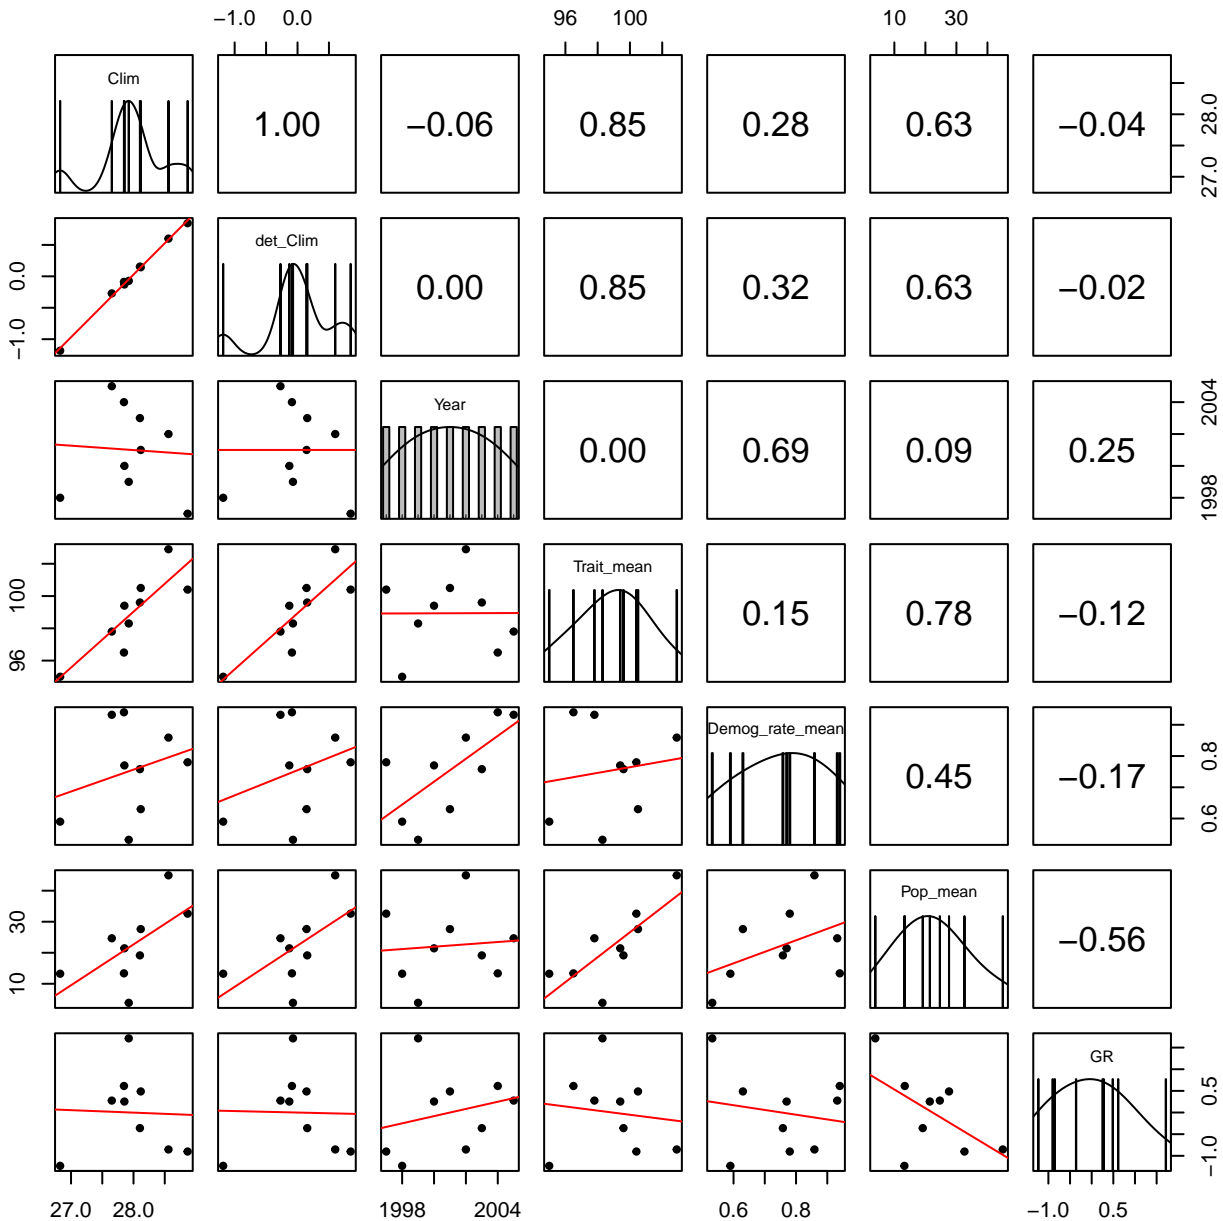 −1.0 0.0 96 100 10 30
Clim 1.00 −0.06 0.85 0.28 0.63 −0.04 27.0 28.0
−1.0 0.0 det_Clim 0.00 0.85 0.32 0.63 −0.02
Year 0.00 0.69 0.09 0.25 1998 2004
96 100 Trait_mean 0.15 0.78 −0.12
Demog_rate_mean 0.45 −0.17 0.6 0.8
10 30 Pop_mean −0.56
GR −1.0 0.5
27.0 28.0 1998 2004 0.6 0.8 −1.0 0.5